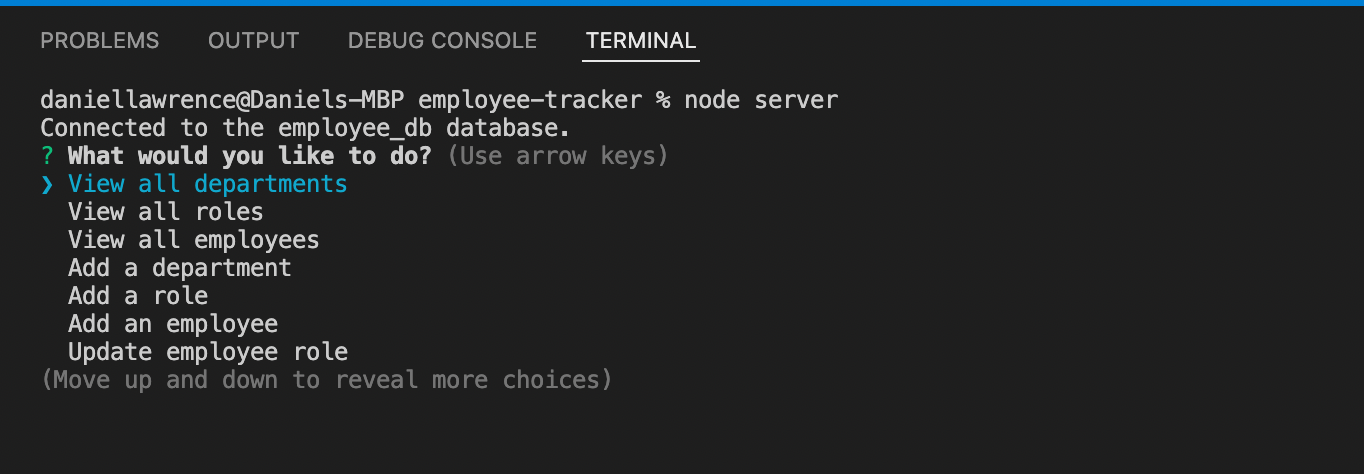 PROBLEMS OUTPUT DEBUG CONSOLE TERMINAL
daniellawrence@Daniels-MBP employee-tracker % node server
Connected to the employee_db database.
? What would you like to do? (Use arrow keys)
❯ View all departments
View all roles
View all employees
Add a department
Add a role
Add an employee
Update employee role
(Move up and down to reveal more choices)